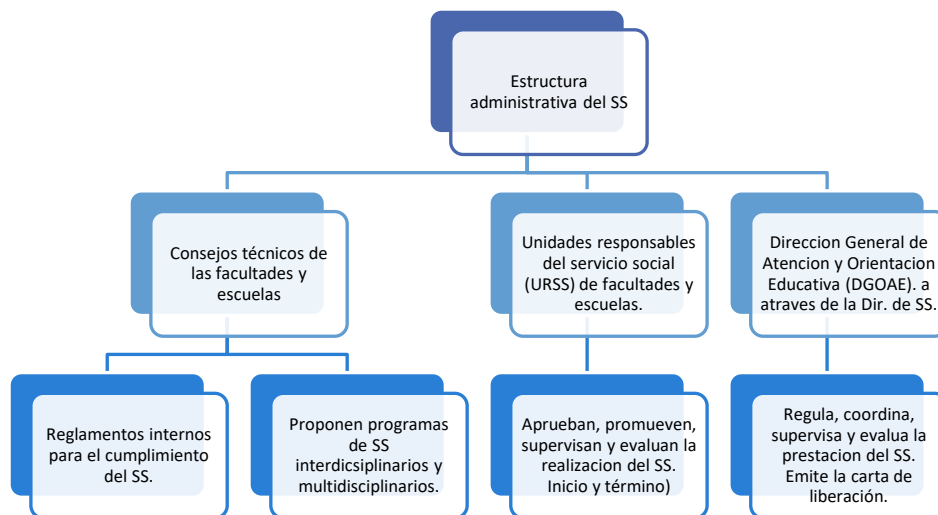 Estructura
administrativa del SS
Consejos técnicos de
las facultades y
escuelas
Unidades responsables
del servicio social
(URSS) de facultades y
escuelas.
Direccion General de
Atencion y Orientacion
Educativa (DGOAE). a
atraves de la Dir. de SS.
Reglamentos internos
para el cumplimiento
del SS.
Proponen programas
de SS
interdicsiplinarios y
multidisciplinarios.
Aprueban, promueven,
supervisan y evaluan la
realizacion del SS.
Inicio y término)
Regula, coordina,
supervisa y evalua la
prestacion del SS.
Emite la carta de
liberación.